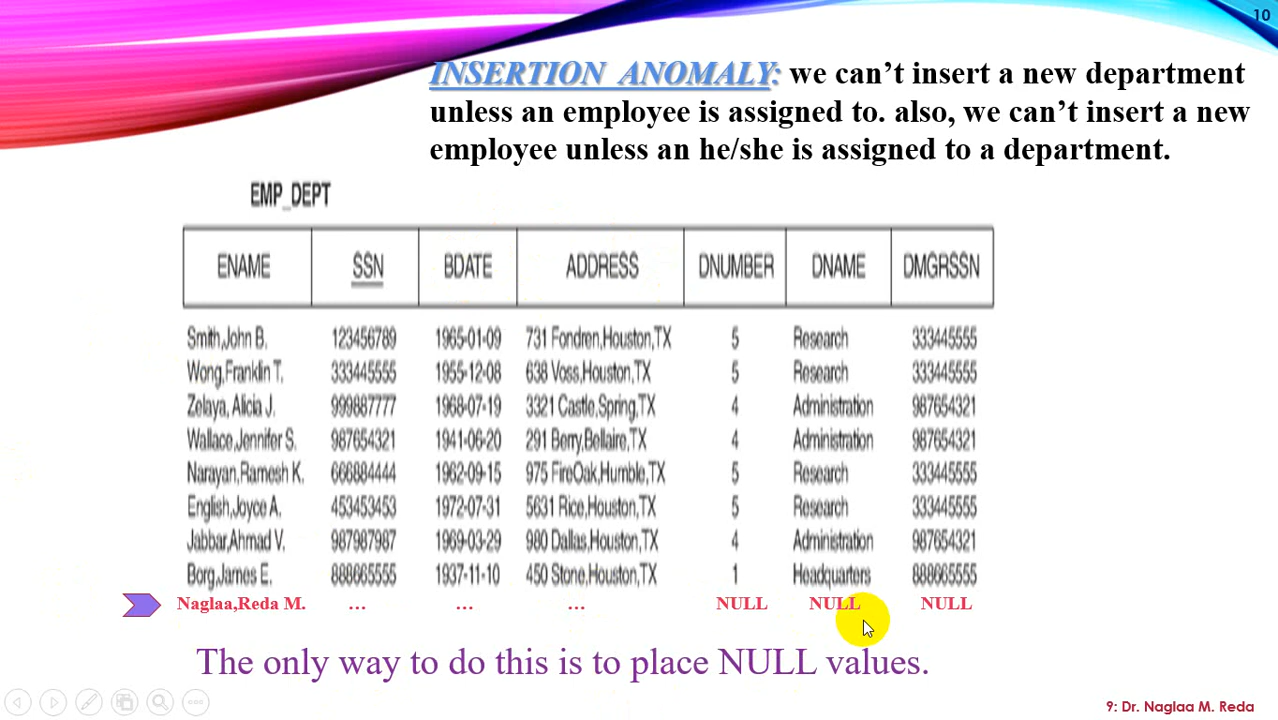 10
INSERTION ANOMALY: we can't insert a new department
unless an employee is assigned to. also, we can't insert a new
employee unless an he/she is assigned to a department.
EMP_DEPT
ENAME SSN BDATE ADDRESS DNUMBER DNAME DMGRSSN
Smith,John B. 123456789 1965-01-09 731 Fondren,Houston,TX 5 Research 333445555
Wong,Franklin T. 333445555 1955-12-08 638 Voss,Houston,TX 5 Research 333445555
Zelaya, Alicia J. 999887777 1968-07-19 3321 Castle,Spring,TX 4 Administration 987654321
Wallace,Jennifer S. 987654321 1941-06-20 291 Berry,Bellaire,TX 4 Administration 987654321
Narayan,Ramesh K. 666884444 1962-09-15 975 FireOak,Humble,TX 5 Research 333445555
English,Joyce A. 453453453 1972-07-31 5631 Rice,Houston,TX 5 Research 333445555
Jabbar,Ahmad V. 987987987 1969-03-29 980 Dallas,Houston,TX 4 Administration 987654321
Borg,James E. 888665555 1937-11-10 450 Stone,Houston,TX 1 Headquarters 888665555
Naglaa,Reda M. ... ... ... NULL NULL NULL
The only way to do this is to place NULL values.
9: Dr. Naglaa M. Reda